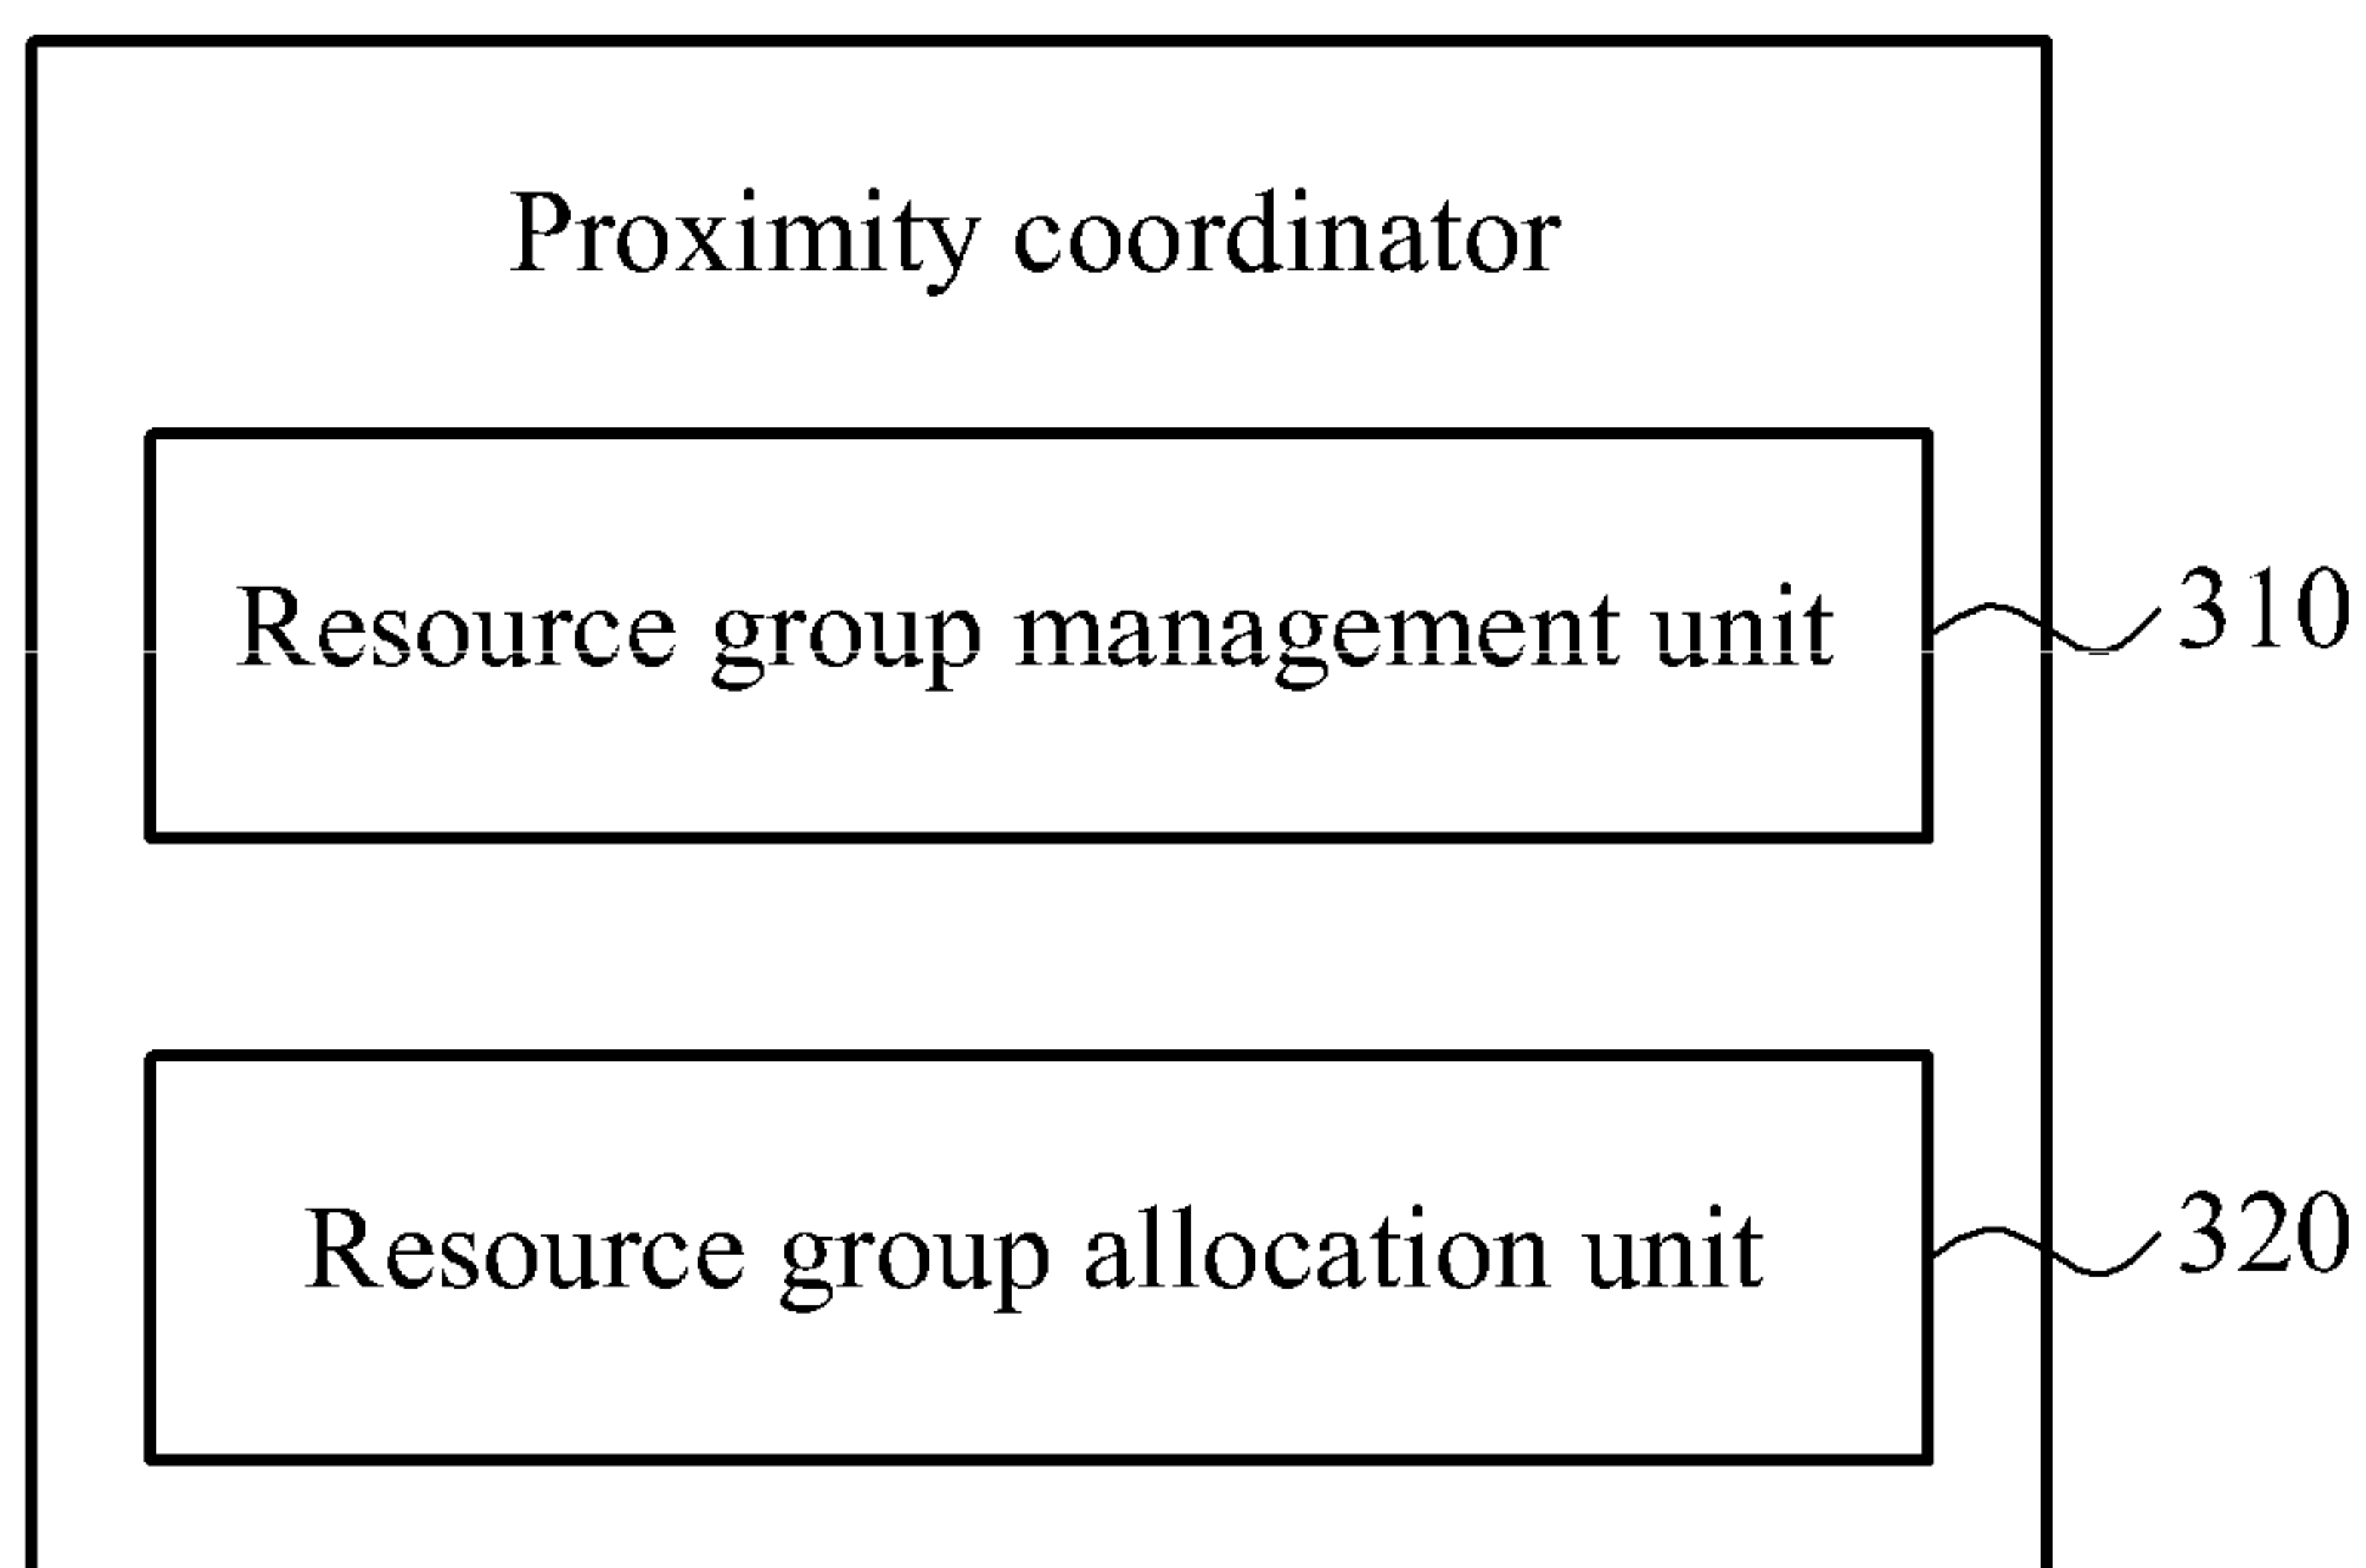 Proximity coordinator
Resource group management unit
310
Resource group allocation unit
320